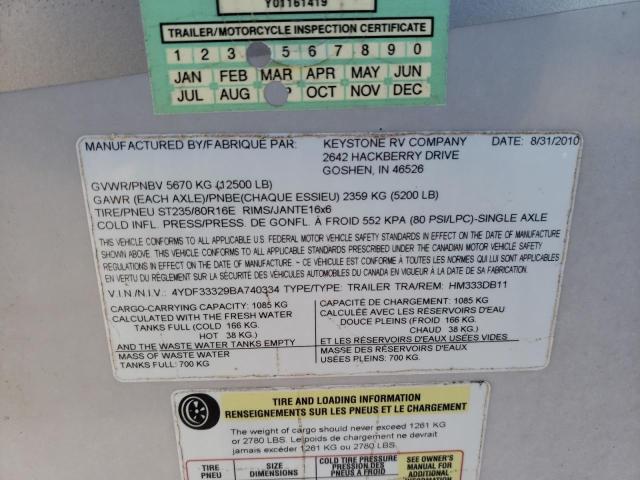 Y01161419
TRAILER/MOTORCYCLE INSPECTION CERTIFICATE
1 2 3 5 6 7 8 9 0
JAN FEB MAR APR MAY JUN
JUL AUG OCT NOV DEC
MANUFACTURED BY/FABRIQUÉ PAR: KEYSTONE RV COMPANY DATE: 8/31/2010
2642 HACKBERRY DRIVE
GOSHEN, IN 46526
GVWR/PNBV 5670 KG (12500 LB)
GAWR (EACH AXLE)/PNBE(CHAQUE ESSIEU) 2359 KG (5200 LB)
TIRE/PNEU ST235/80R16E RIMS/JANTE16x6
COLD INFL. PRESS/PRESS. DE GONFL. À FROID 552 KPA (80 PSI/LPC)-SINGLE AXLE
THIS VEHICLE CONFORMS TO ALL APPLICABLE U.S. FEDERAL MOTOR VEHICLE SAFETY STANDARDS IN EFFECT ON THE DATE OF MANUFACTURE
SHOWN ABOVE. THIS VEHICLE CONFORMS TO ALL APPLICABLE STANDARDS PRESCRIBED UNDER THE CANADIAN MOTOR VEHICLE SAFETY
REGULATIONS IN EFFECT ON THE DATE OF MANUFACTURE. / CE VÉHICULE EST CONFORME À TOUTES LES NORMES QUI LUI SONT APPLICABLES
EN VERTU DU RÈGLEMENT SUR LA SÉCURITÉ DES VÉHICULES AUTOMOBILES DU CANADA EN VIGUEUR À LA DATE DE SA FABRICATION.
V.I.N./N.I.V.: 4YDF33329BA740334 TYPE/TYPE: TRAILER TRA/REM: HM333DB11
CARGO-CARRYING CAPACITY: 1085 KG
CALCULATED WITH THE FRESH WATER
TANKS FULL (COLD 166 KG.
HOT 38 KG.)
AND THE WASTE WATER TANKS EMPTY
MASS OF WASTE WATER
TANKS FULL: 700 KG
CAPACITÉ DE CHARGEMENT: 1085 KG
CALCULÉE AVEC LES RÉSERVOIRS D'EAU
DOUCE PLEINS (FROID 166 KG.
CHAUD 38 KG.)
ET LES RÉSERVOIRS D'EAUX USÉES VIDES
MASSE DES RÉSERVOIRS D'EAUX
USÉES PLEINS: 700 KG.
TIRE AND LOADING INFORMATION
RENSEIGNEMENTS SUR LES PNEUS ET LE CHARGEMENT
The weight of cargo should never exceed 1261 KG
or 2780 LBS. Le poids de chargement ne devrait
jamais excéder 1261 KG or 2780 LBS.
TIRE SIZE COLD TIRE PRESSURE SEE OWNER'S
PNEU DIMENSIONS PRESSION DES MANUAL FOR
PNEUS A FROID ADDITIONAL
INFORMATION